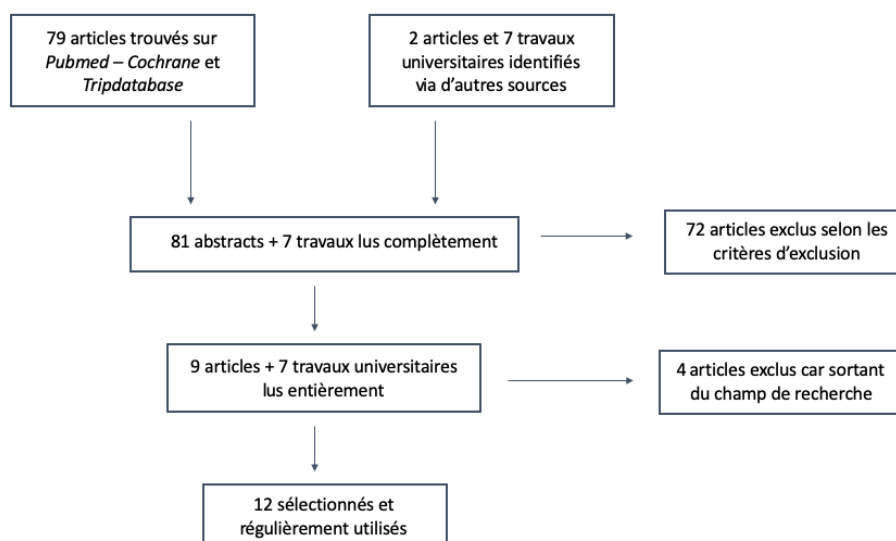 79 articles trouvés sur
Pubmed – Cochrane et
Tripdatabase
2 articles et 7 travaux
universitaires identifiés
via d'autres sources
81 abstracts + 7 travaux lus complètement
72 articles exclus selon les
critères d'exclusion
9 articles + 7 travaux universitaires
lus entièrement
4 articles exclus car sortant
du champ de recherche
12 sélectionnés et
régulièrement utilisés